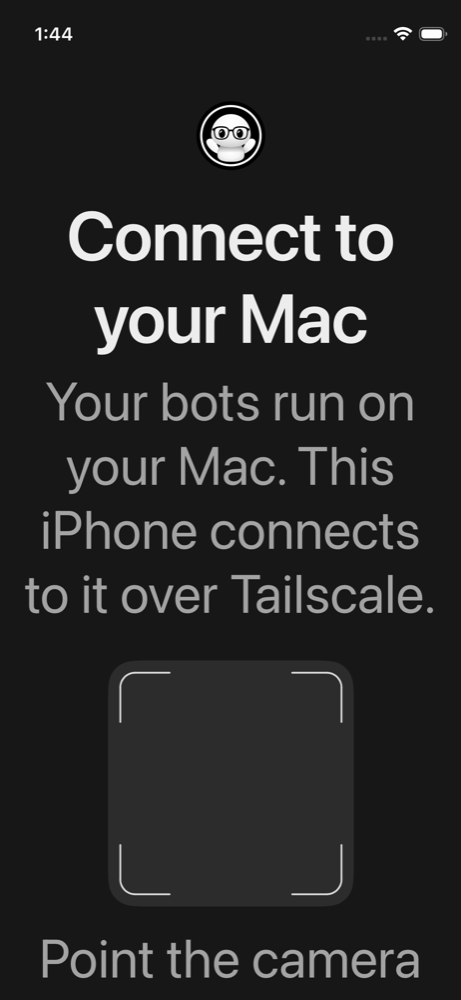 1:44
Connect to
your Mac
Your bots run on
your Mac. This
iPhone connects
to it over Tailscale.
Point the camera